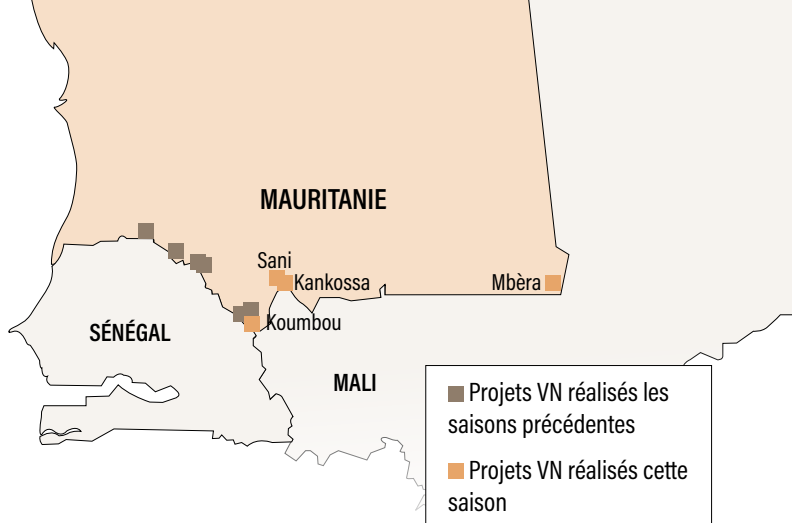 MAURITANIE
Sani
Kankossa
Mbèra
Koumbou
SÉNÉGAL
MALI
Projets VN réalisés les
saisons précédentes
Projets VN réalisés cette
saison